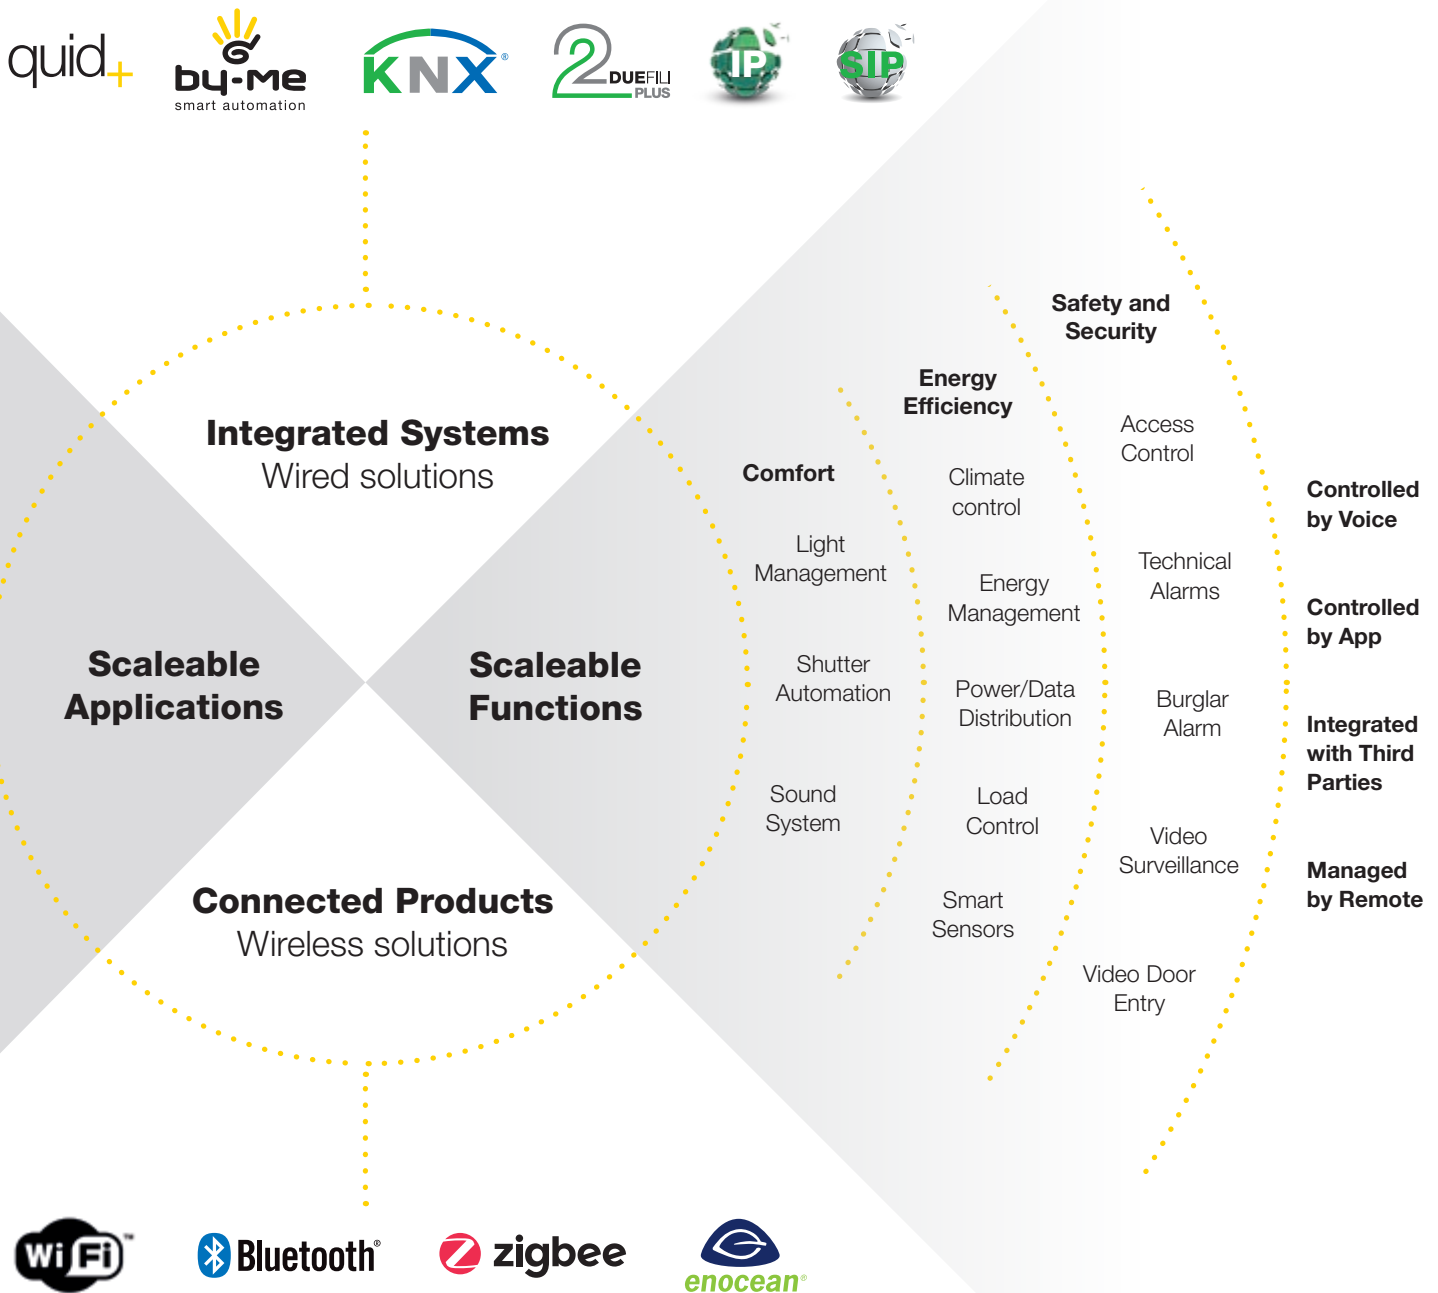 quid+
by-me
smart automation
KNX®
2 DUEFILI
PLUS
IP
SIP
Integrated Systems
Wired solutions
Scaleable
Applications
Scaleable
Functions
Connected Products
Wireless solutions
Comfort
Light
Management
Shutter
Automation
Sound
System
Energy
Efficiency
Climate
control
Energy
Management
Power/Data
Distribution
Load
Control
Smart
Sensors
Safety and
Security
Access
Control
Technical
Alarms
Burglar
Alarm
Video
Surveillance
Video Door
Entry
Controlled
by Voice
Controlled
by App
Integrated
with Third
Parties
Managed
by Remote
WiFi™
Bluetooth®
zigbee
enocean®